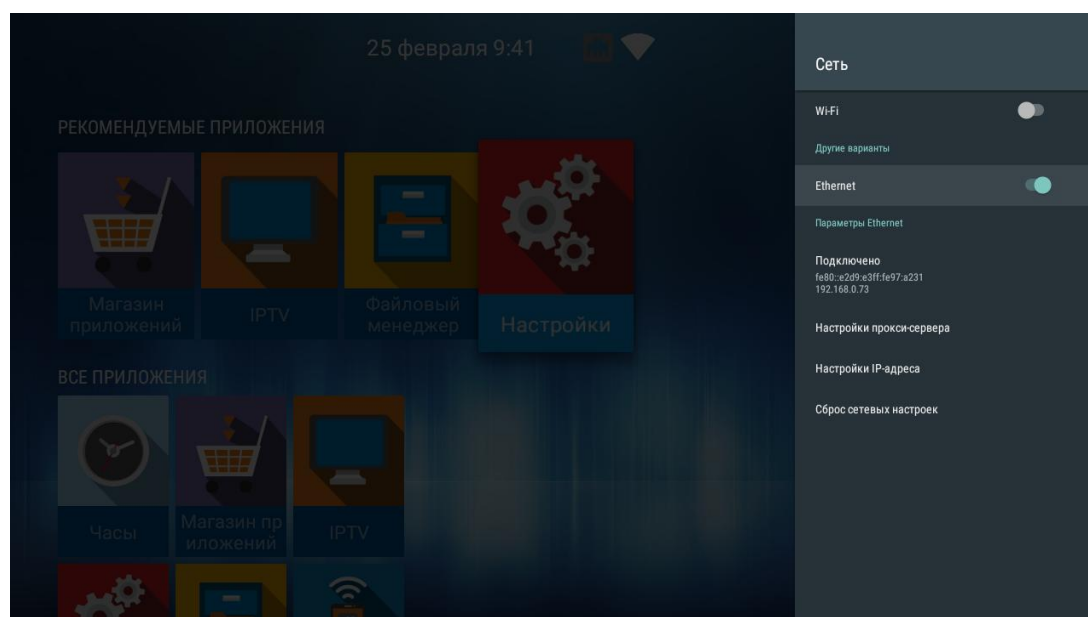 25 февраля 9:41
РЕКОМЕНДУЕМЫЕ ПРИЛОЖЕНИЯ
Магазин
приложений
IPTV
Файловый
менеджер
Настройки
ВСЕ ПРИЛОЖЕНИЯ
Часы
Магазин пр
иложений
IPTV
Сеть
Wi-Fi
Другие варианты
Ethernet
Параметры Ethernet
Подключено
fe80::e2d9:e3ff:fe97:a231
192.168.0.73
Настройки прокси-сервера
Настройки IP-адреса
Сброс сетевых настроек